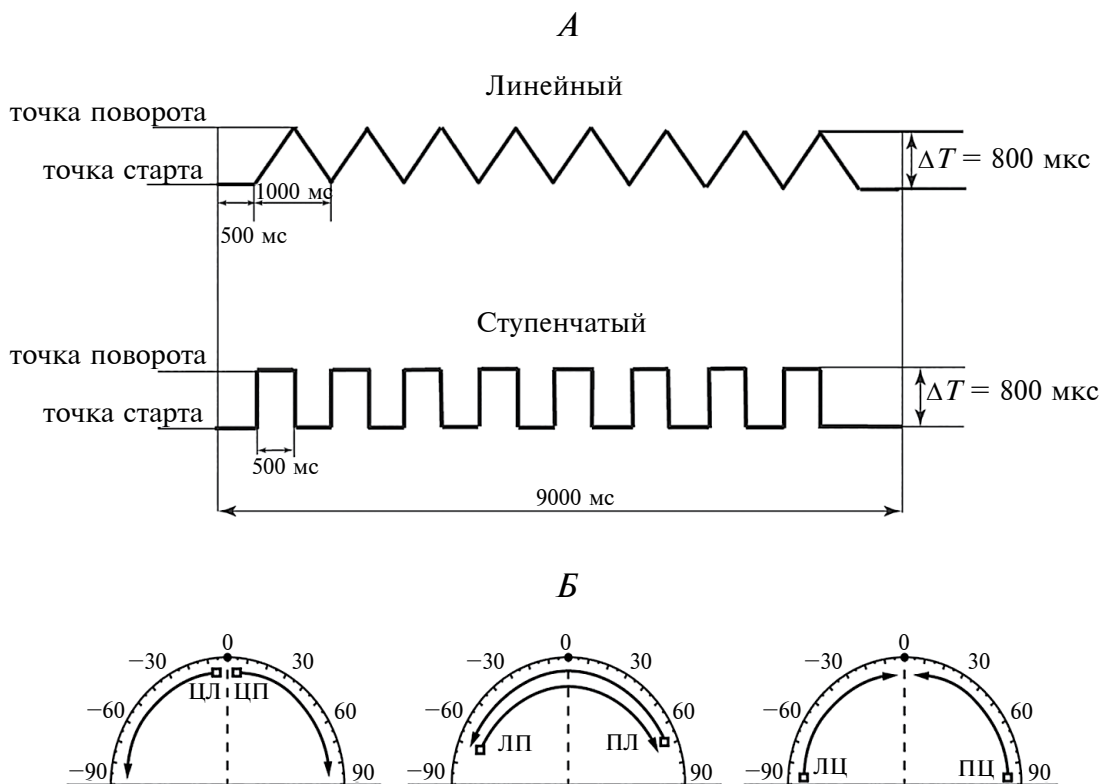 А
Линейный
точка поворота
точка старта
ΔT = 800 мкс
1000 мс
500 мс
Ступенчатый
точка поворота
точка старта
ΔT = 800 мкс
500 мс
9000 мс
Б
0 0 0
−30 30 −30 30 −30 30
ЦЛ ЦП
−60 60 −60 60 −60 60
ЛП ПЛ
ЛЦ ПЦ
−90 90 −90 90 −90 90